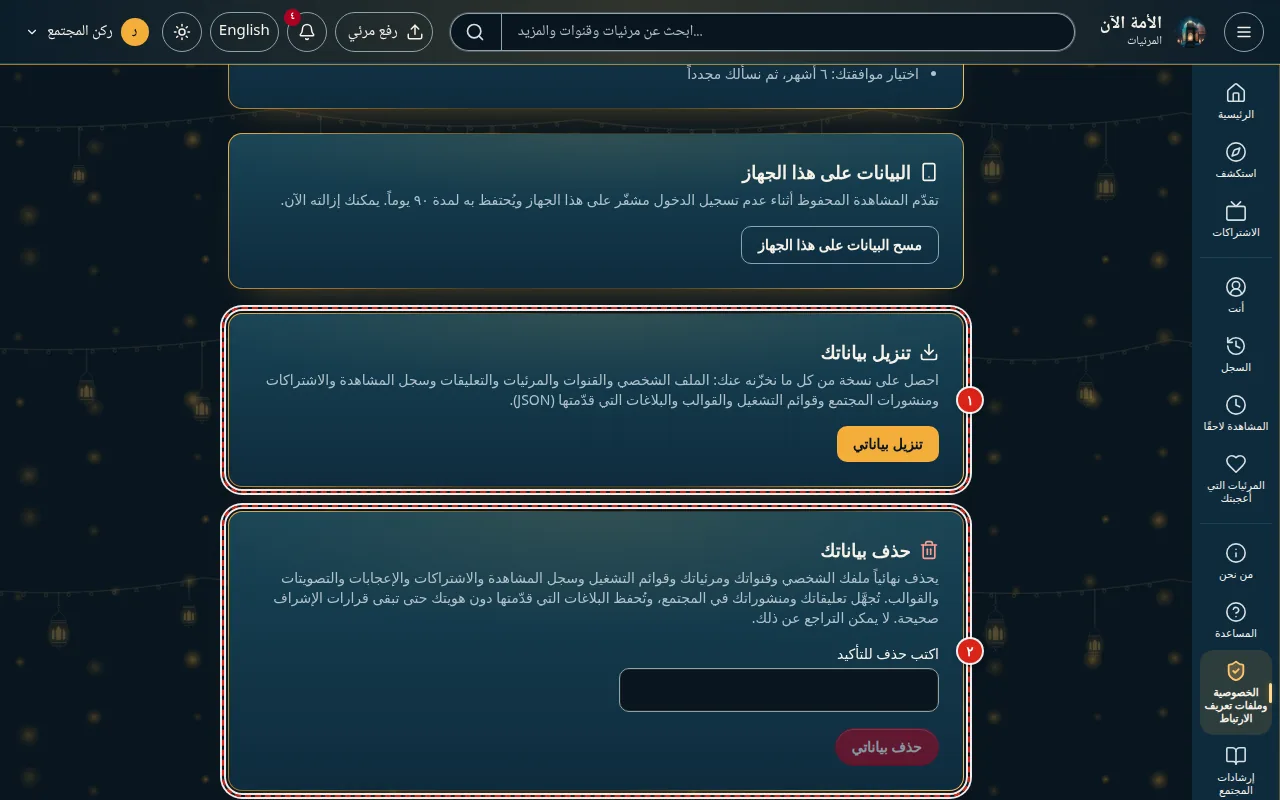 الأمة الآن
المرئيات
ابحث عن مرئيات وقنوات والمزيد...
رفع مرئي
٤
English
ر
ركن المجتمع
الرئيسية
استكشف
الاشتراكات
أنت
السجل
المشاهدة لاحقًا
المرئيات التي
أعجبتك
من نحن
المساعدة
الخصوصية
وملفات تعريف
الارتباط
إرشادات
المجتمع
• اختيار موافقتك: ٦ أشهر، ثم نسألك مجدداً
البيانات على هذا الجهاز
تقدّم المشاهدة المحفوظ أثناء عدم تسجيل الدخول مشفّر على هذا الجهاز ويُحتفظ به لمدة ٩٠ يوماً. يمكنك إزالته الآن.
مسح البيانات على هذا الجهاز
تنزيل بياناتك
احصل على نسخة من كل ما نخزّنه عنك: الملف الشخصي والقنوات والمرئيات والتعليقات وسجل المشاهدة والاشتراكات
ومنشورات المجتمع وقوائم التشغيل والقوالب والبلاغات التي قدّمتها (JSON).
١
تنزيل بياناتي
حذف بياناتك
يحذف نهائياً ملفك الشخصي وقنواتك ومرئياتك وقوائم التشغيل وسجل المشاهدة والاشتراكات والإعجابات والتصويتات
والقوالب. تُجهَّل تعليقاتك ومنشوراتك في المجتمع، وتُحفظ البلاغات التي قدّمتها دون هويتك حتى تبقى قرارات الإشراف
صحيحة. لا يمكن التراجع عن ذلك.
٢
اكتب حذف للتأكيد
حذف بياناتي